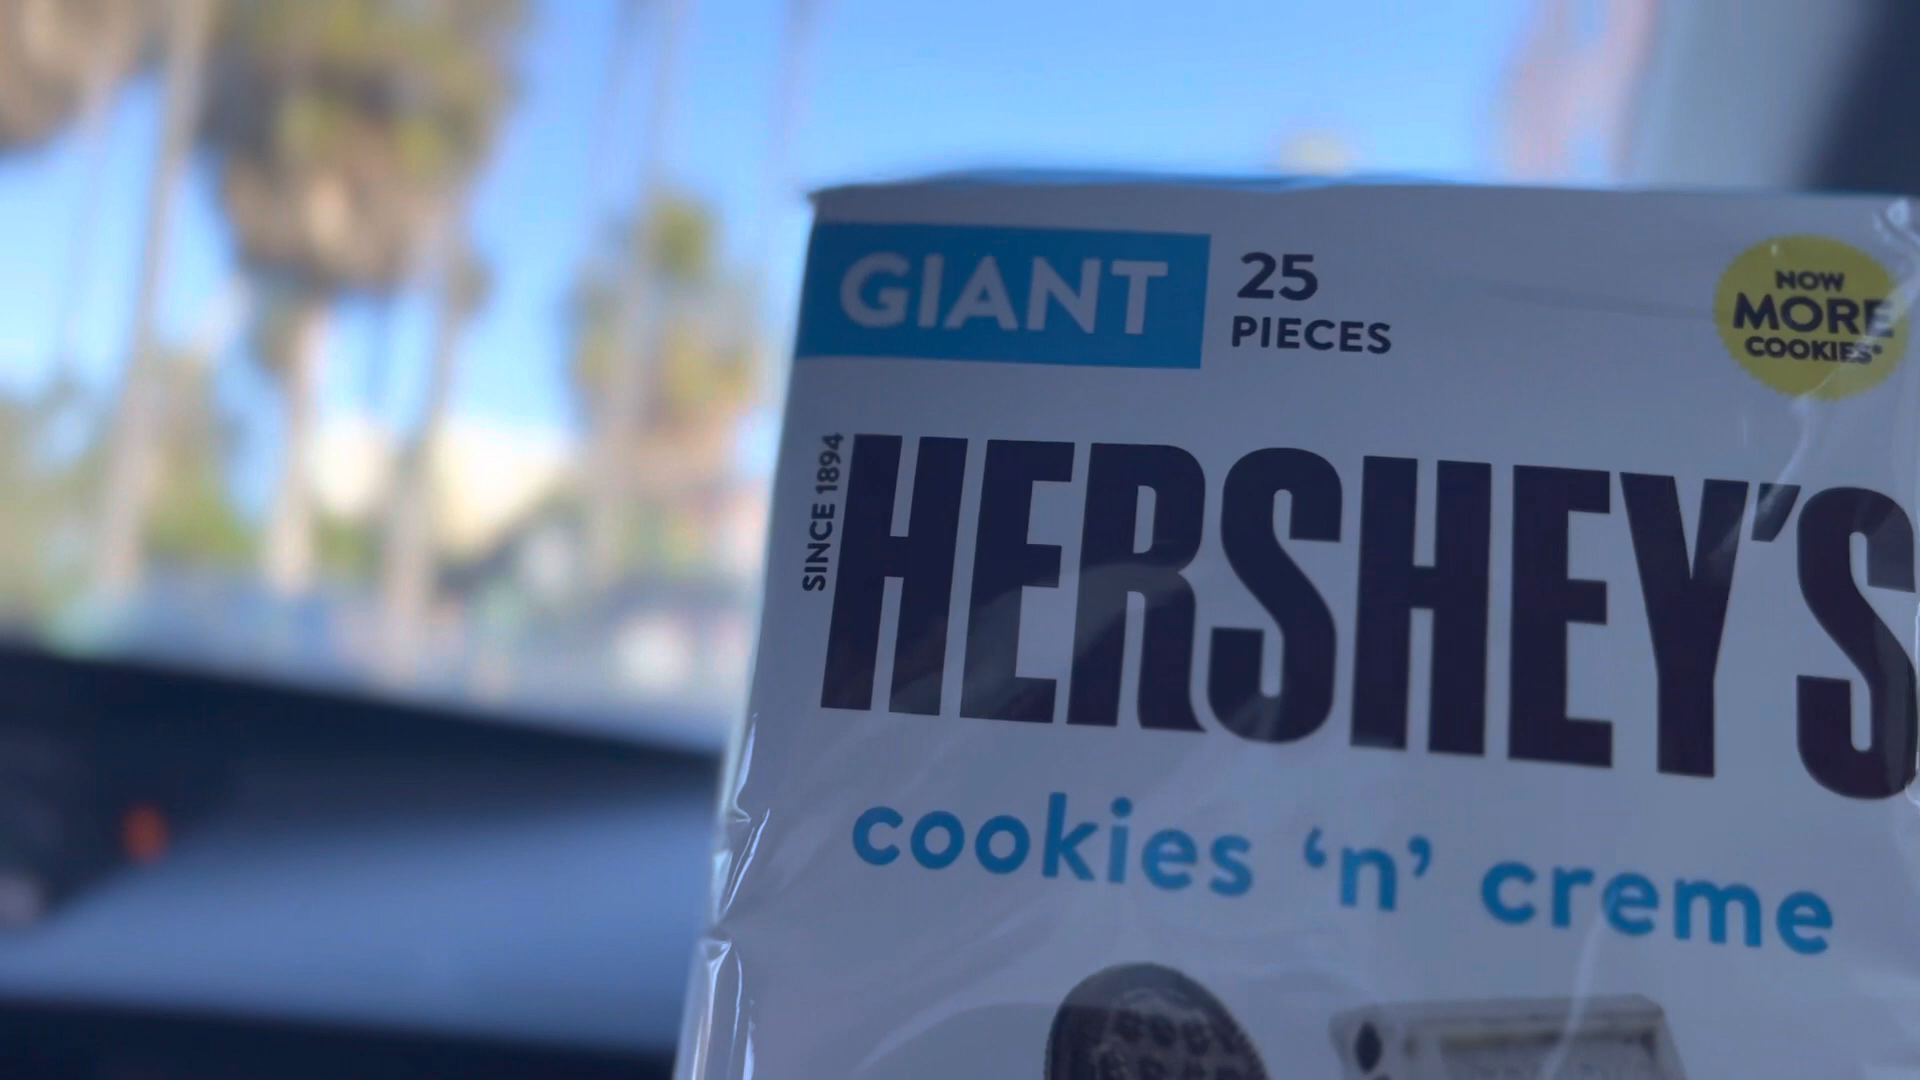 GIANT
25
PIECES
NOW
MORE
COOKIES*
SINCE 1894
HERSHEY'S
cookies 'n' creme